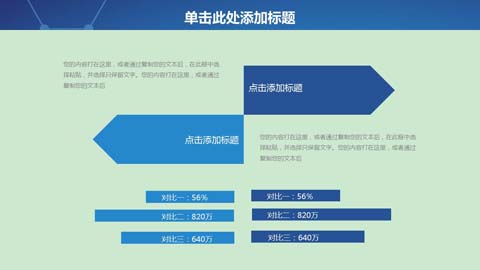 单击此处添加标题
您的内容打在这里，或者通过复制您的文本后，在此框中选
择粘贴，并选择只保留文字。您的内容打在这里，或者通过
复制您的文本后
点击添加标题
点击添加标题
您的内容打在这里，或者通过复制您的文本后，在此框中选
择粘贴，并选择只保留文字。您的内容打在这里，或者通过
复制您的文本后
对比一：56%
对比一：56%
对比二：820万
对比二：820万
对比三：640万
对比三：640万